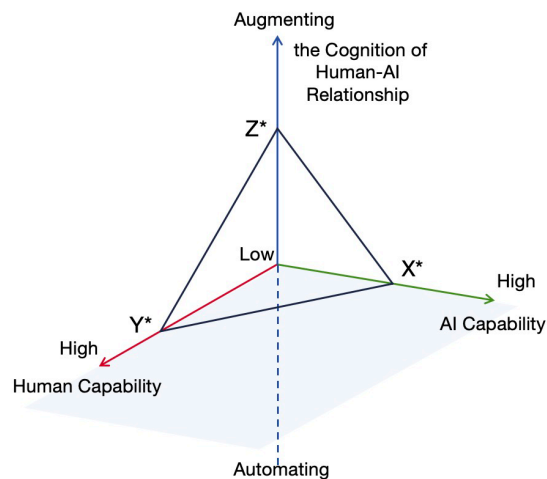 Augmenting
the Cognition of
Human-AI
Relationship
Z*
Low
X*
High
AI Capability
Y*
High
Human Capability
Automating